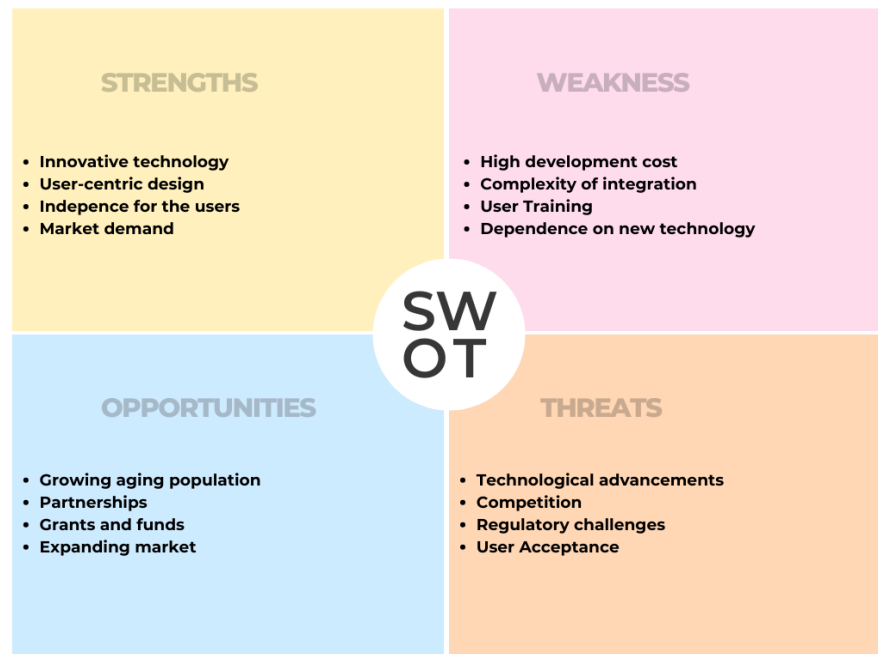 STRENGTHS
• Innovative technology
• User-centric design
• Indepence for the users
• Market demand
WEAKNESS
• High development cost
• Complexity of integration
• User Training
• Dependence on new technology
SW
OT
OPPORTUNITIES
• Growing aging population
• Partnerships
• Grants and funds
• Expanding market
THREATS
• Technological advancements
• Competition
• Regulatory challenges
• User Acceptance